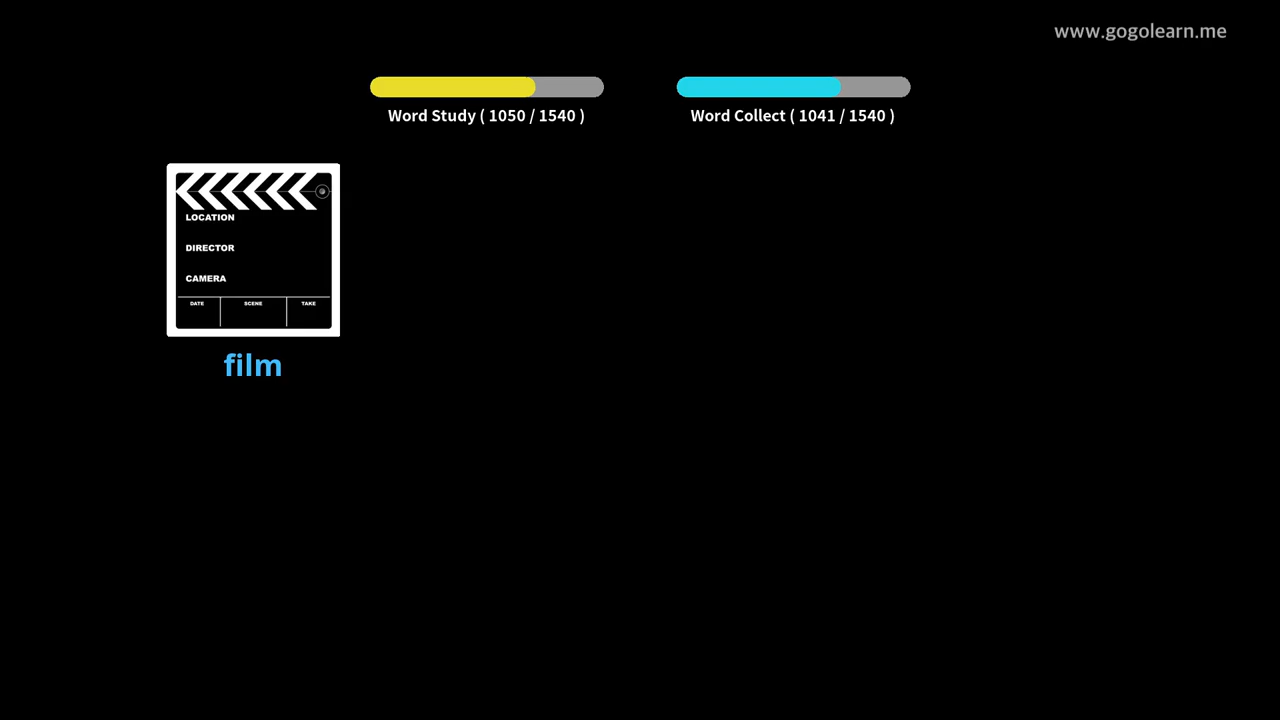 www.gogolearn.me
Word Study ( 1050 / 1540 )
Word Collect ( 1041 / 1540 )
LOCATION
DIRECTOR
CAMERA
DATE SCENE TAKE
film